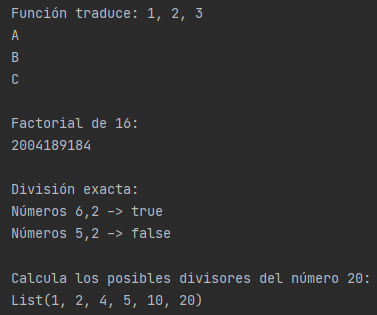 Función traduce: 1, 2, 3
A
B
C
Factorial de 16:
2004189184
División exacta:
Números 6,2 -> true
Números 5,2 -> false
Calcula los posibles divisores del número 20:
List(1, 2, 4, 5, 10, 20)